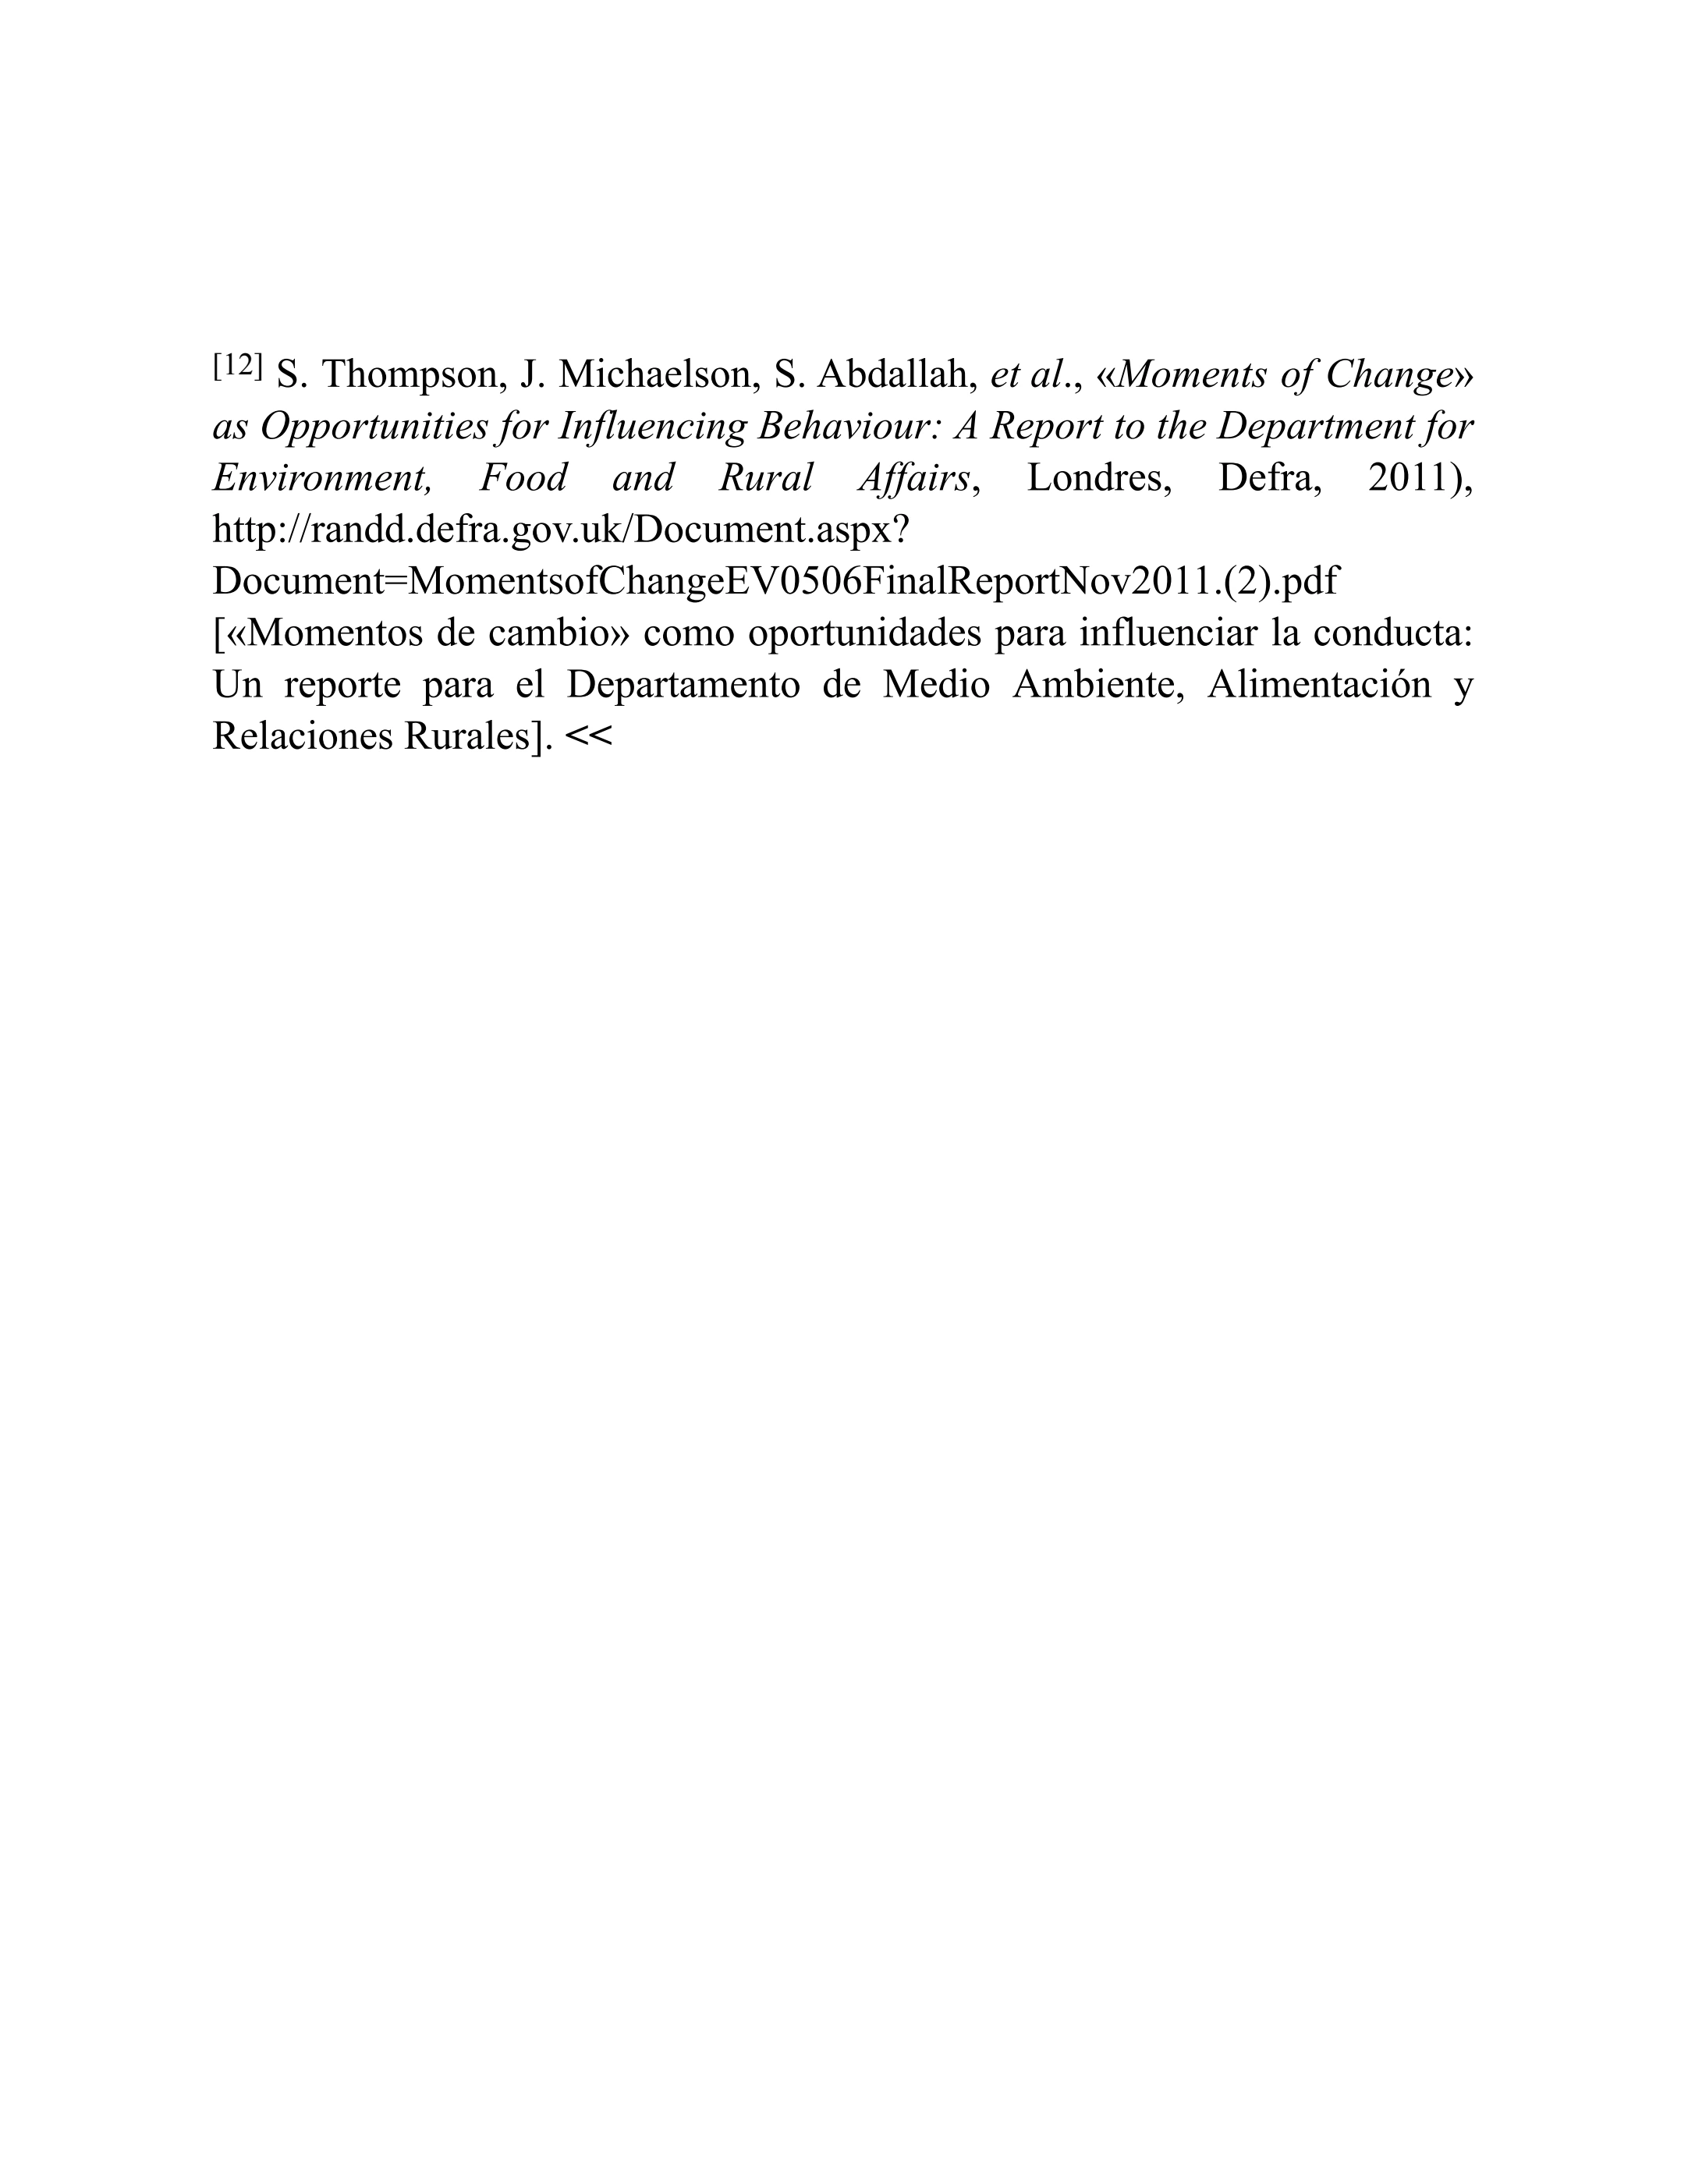 [12] S. Thompson, J. Michaelson, S. Abdallah, et al., «Moments of Change»
as Opportunities for Influencing Behaviour: A Report to the Department for
Environment, Food and Rural Affairs, Londres, Defra, 2011),
http://randd.defra.gov.uk/Document.aspx?
Document=MomentsofChangeEV0506FinalReportNov2011.(2).pdf
[«Momentos de cambio» como oportunidades para influenciar la conducta:
Un reporte para el Departamento de Medio Ambiente, Alimentación y
Relaciones Rurales]. <<